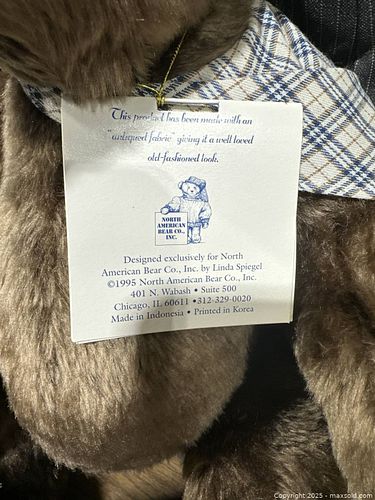 This product has been made with an
"antiqued fabric" giving it a well loved
old-fashioned look.
NORTH
AMERICAN
BEAR CO.,
INC.
Designed exclusively for North
American Bear Co., Inc. by Linda Spiegel
©1995 North American Bear Co., Inc.
401 N. Wabash • Suite 500
Chicago, IL 60611 • 312-329-0020
Made in Indonesia • Printed in Korea
Copyright 2025 - maxsold.com